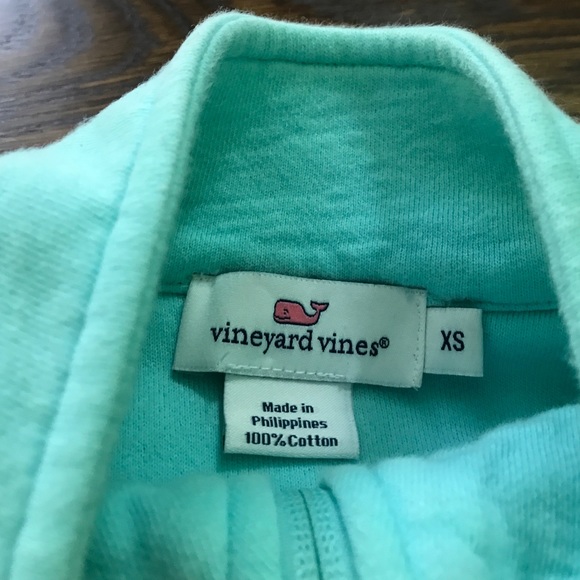 vineyard vines®
XS
Made in
Philippines
100% Cotton